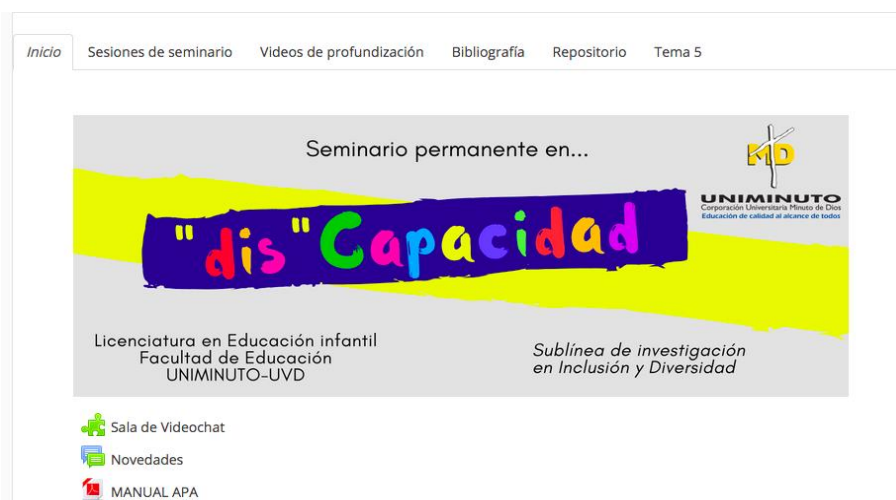 Inicio Sesiones de seminario Videos de profundización Bibliografía Repositorio Tema 5
Seminario permanente en...
MD
UNIMINUTO
Corporación Universitaria Minuto de Dios
Educación de calidad al alcance de todos
"dis"Capacidad
Licenciatura en Educación infantil
Facultad de Educación
UNIMINUTO-UVD
Sublínea de investigación
en Inclusión y Diversidad
Sala de Videochat
Novedades
MANUAL APA